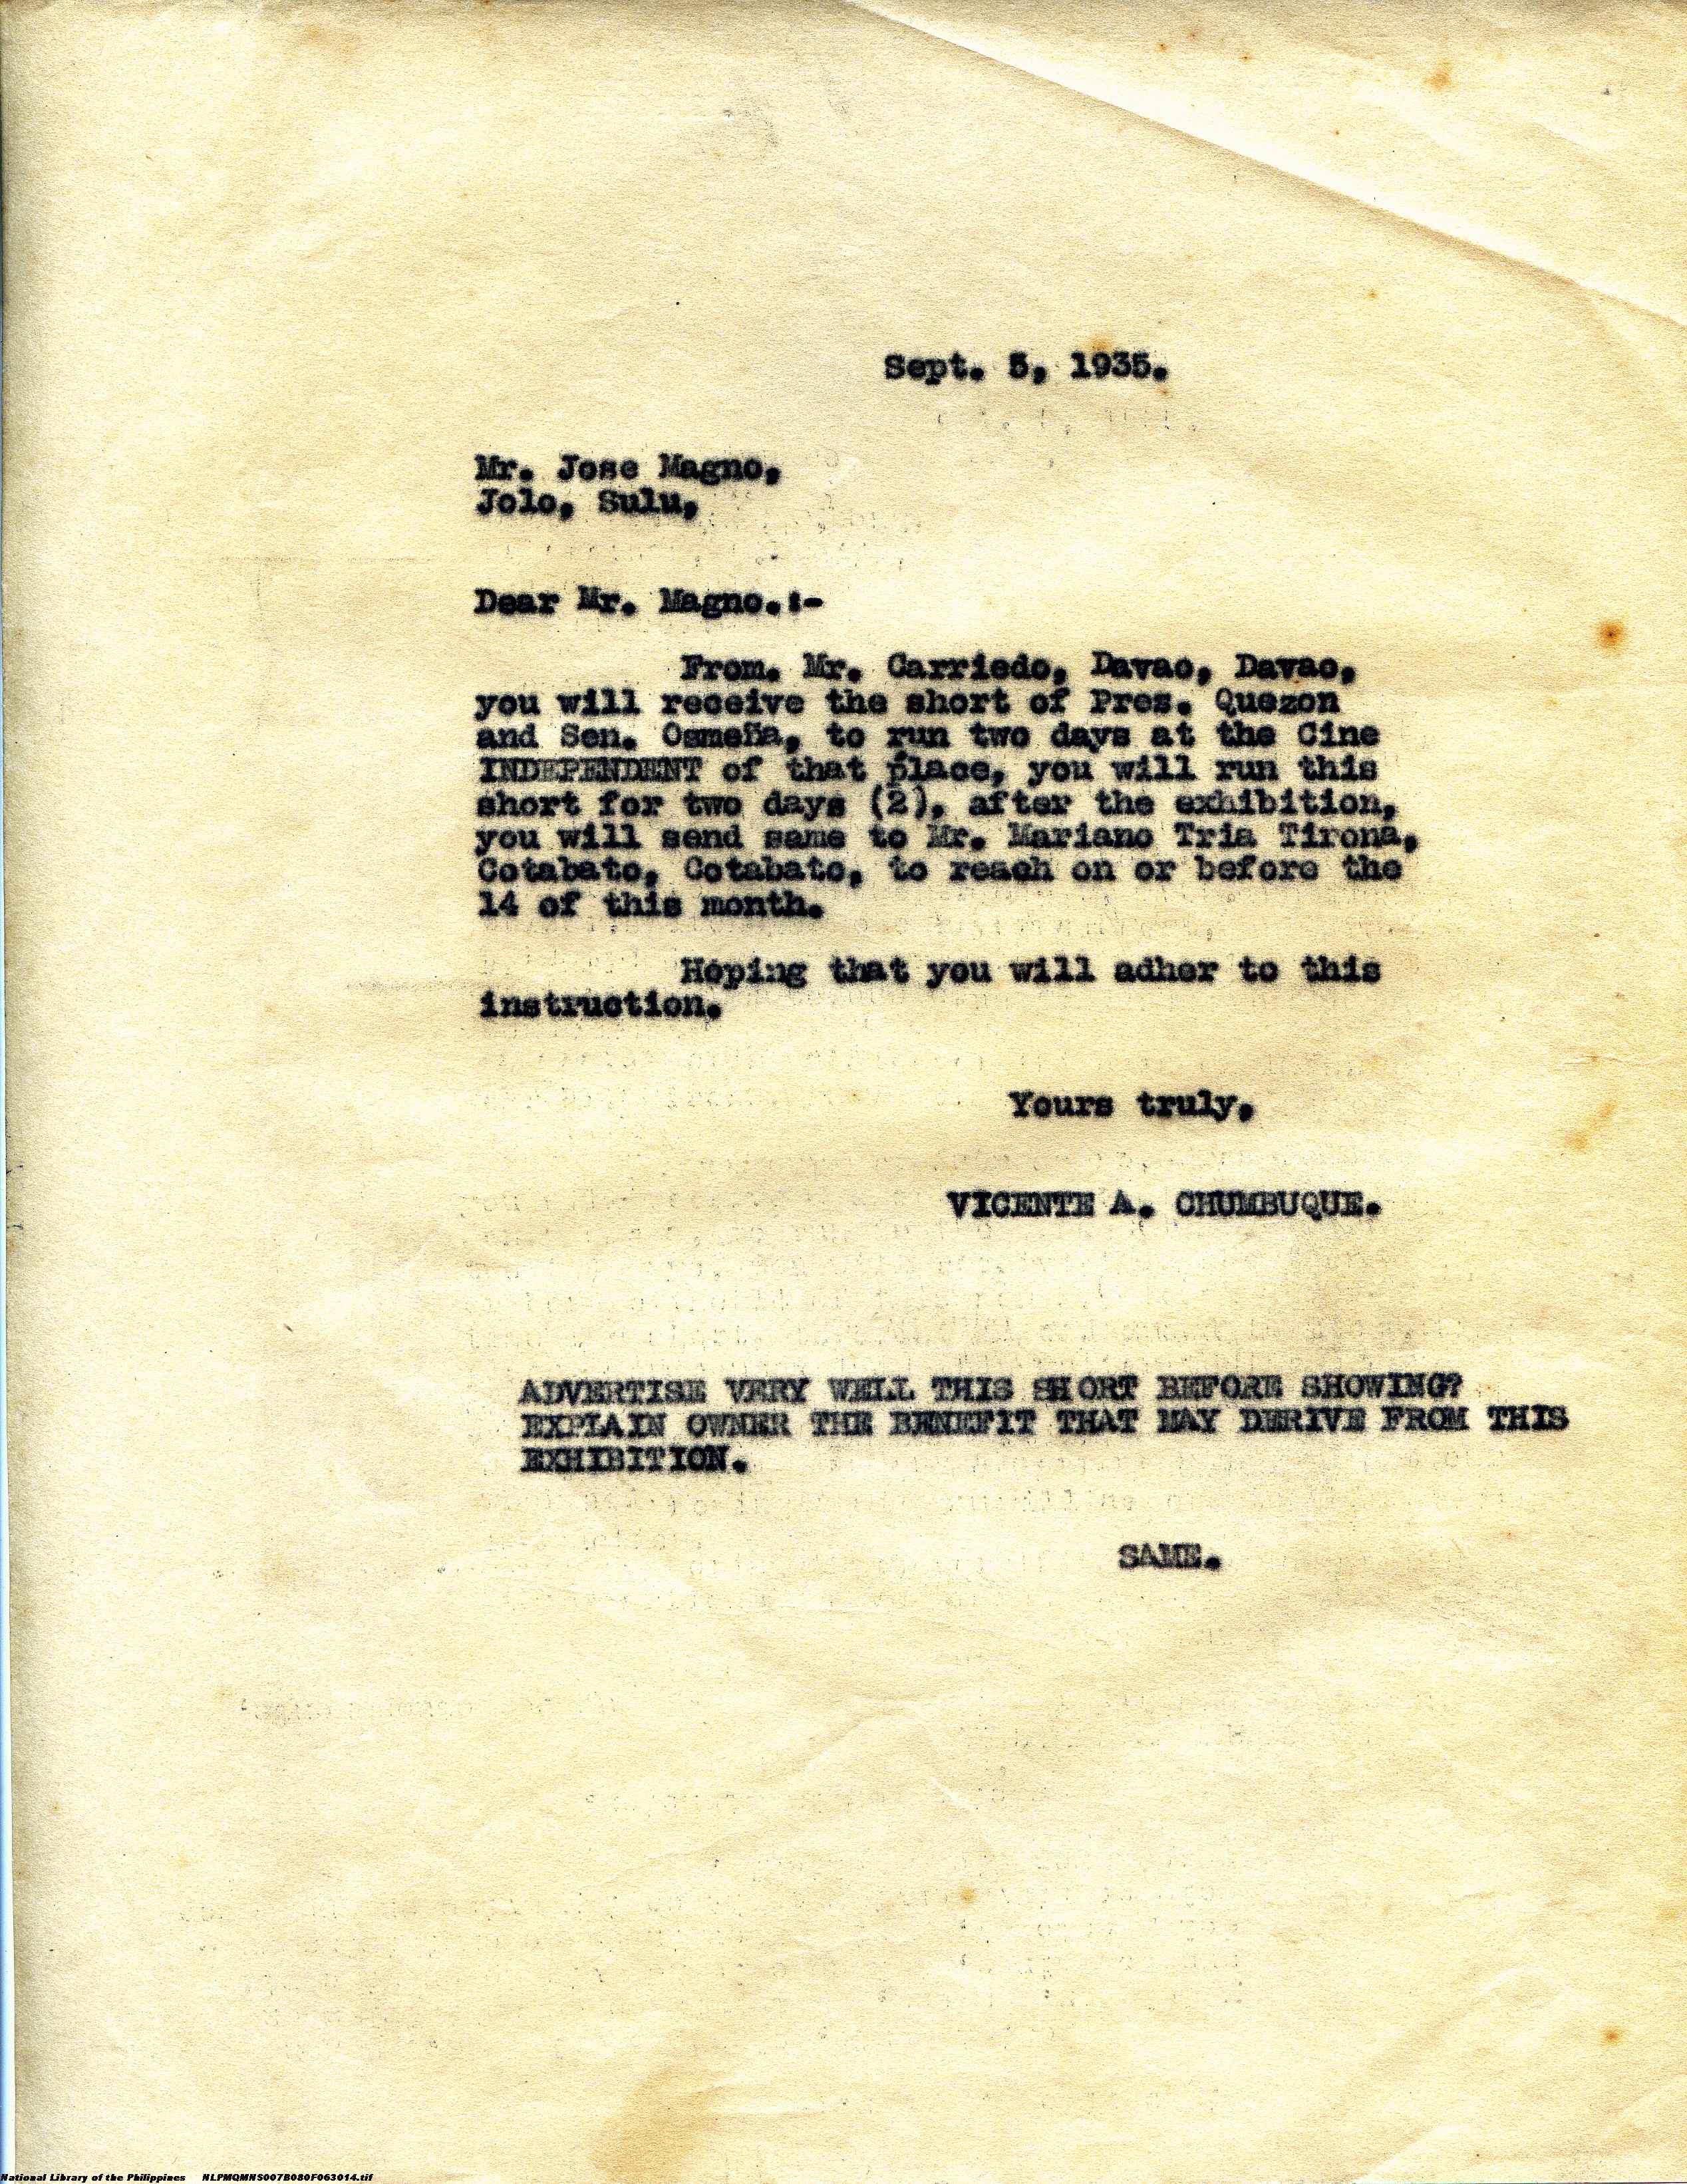 Sept. 5, 1935.
Mr. Jose Magno,
Jolo, Sulu,
Dear Mr. Magno.:-
From. Mr. Carriedo, Davao, Davao,
you will receive the short of Pres. Quezon
and Sen. Osmeña, to run two days at the Cine
INDEPENDENT of that place, you will run this
short for two days (2), after the exhibition,
you will send same to Mr. Mariano Tria Tirona,
Cotabato, Cotabato, to reach on or before the
14 of this month.
Hoping that you will adher to this
instruction.
Yours truly,
VICENTE A. CHUMBUQUE.
ADVERTISE VERY WELL THIS SHORT BEFORE SHOWING?
EXPLAIN OWNER THE BENEFIT THAT MAY DERIVE FROM THIS
EXHIBITION.
SAME.
National Library of the Philippines NLPMQMNS007B080F063014.tif